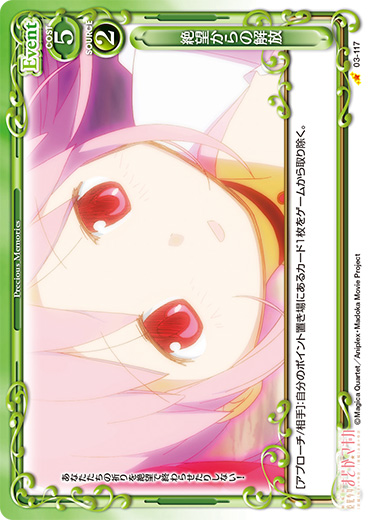 Event
COST
5
SOURCE
2
絶望からの解放
03-117
Precious Memories
あなたたちの祈りを絶望で終わらせたりしない！
[アプローチ/相手]:自分のポイント置き場にあるカード1枚をゲームから取り除く。
©Magica Quartet／Aniplex・Madoka Movie Project